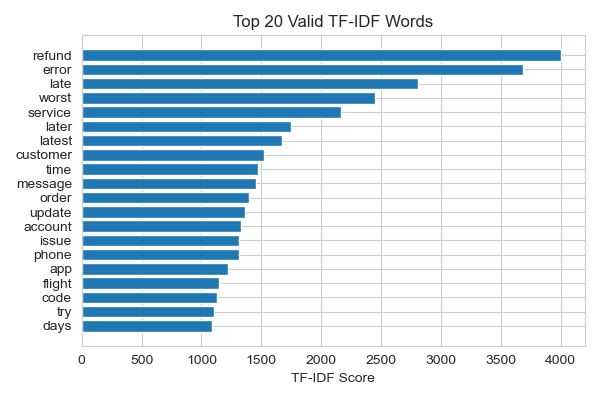 Top 20 Valid TF-IDF Words
refund
error
late
worst
service
later
latest
customer
time
message
order
update
account
issue
phone
app
flight
code
try
days
0 500 1000 1500 2000 2500 3000 3500 4000
TF-IDF Score